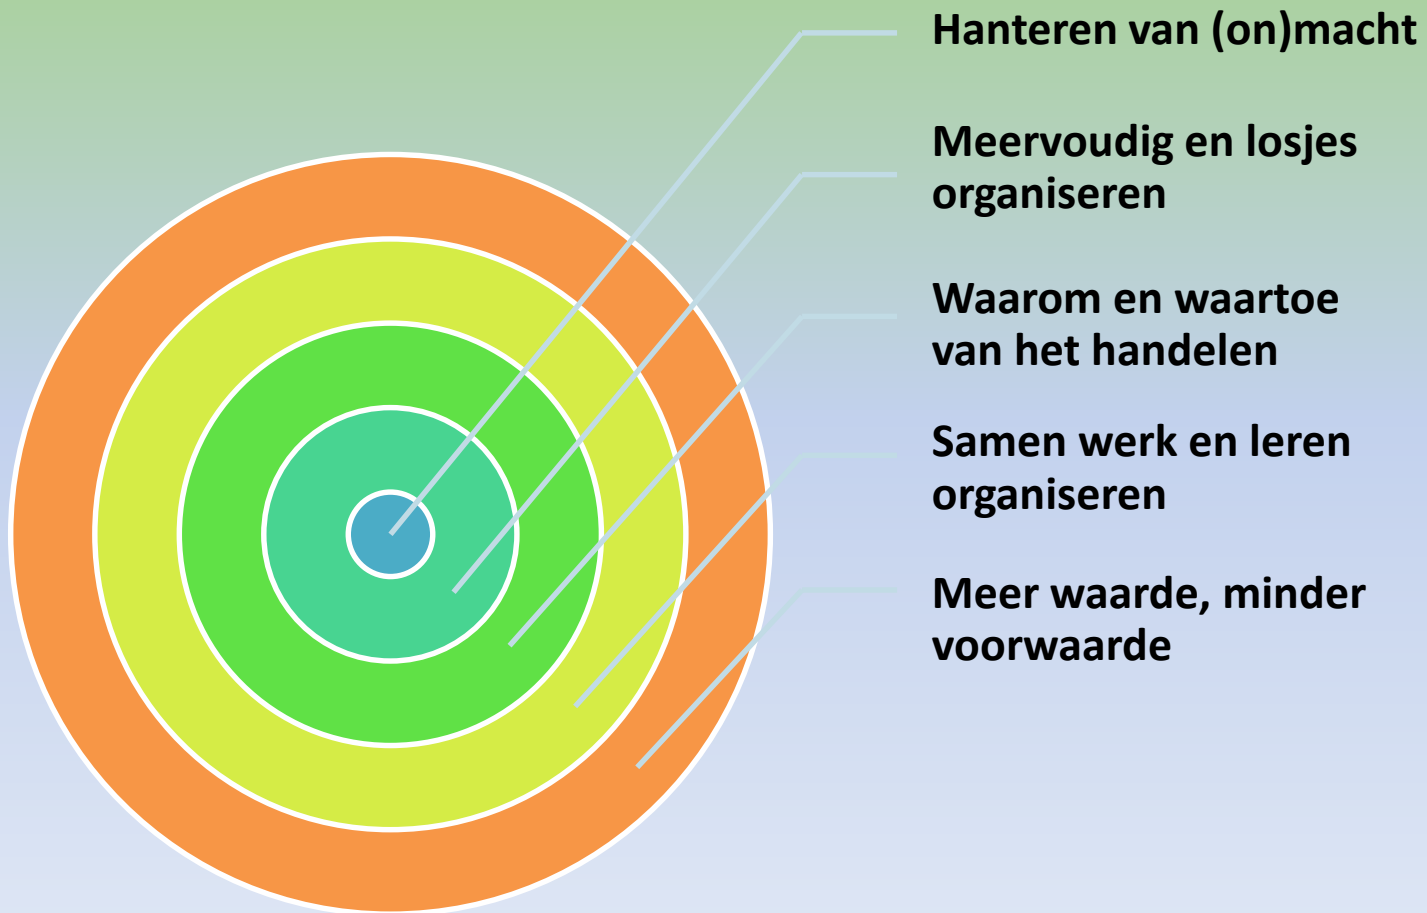 Hanteren van (on)macht
Meervoudig en losjes
organiseren
Waarom en waartoe
van het handelen
Samen werk en leren
organiseren
Meer waarde, minder
voorwaarde